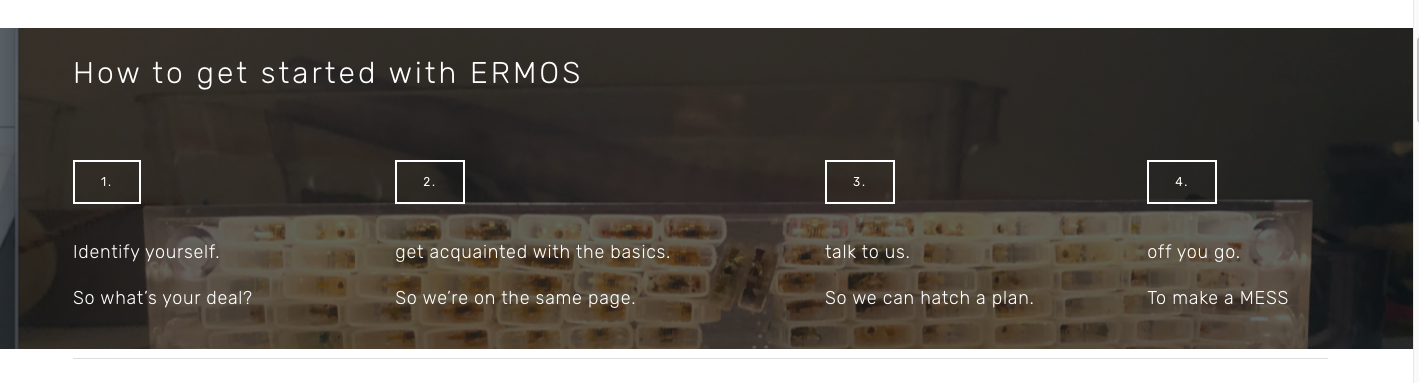 How to get started with ERMOS
1.
Identify yourself.
So what's your deal?
2.
get acquainted with the basics.
So we're on the same page.
3.
talk to us.
So we can hatch a plan.
4.
off you go.
To make a MESS